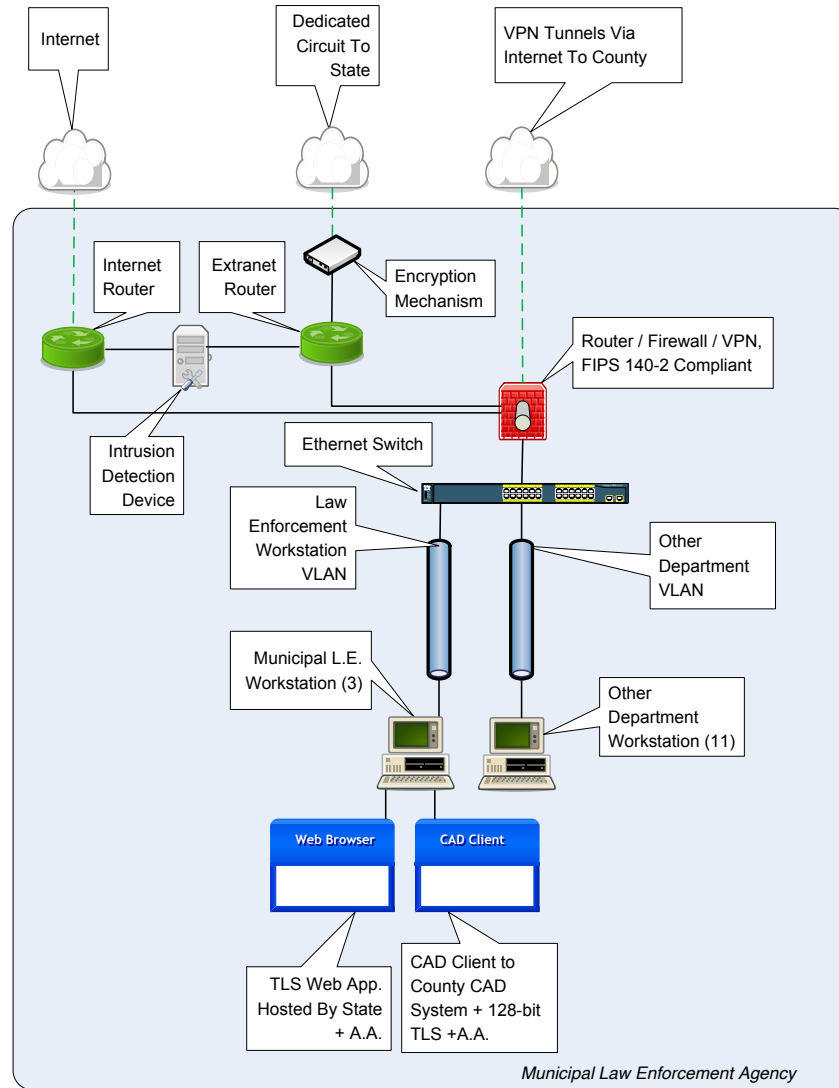 Internet
Dedicated
Circuit To
State
VPN Tunnels Via
Internet To County
Internet
Router
Extranet
Router
Encryption
Mechanism
Router / Firewall / VPN,
FIPS 140-2 Compliant
Intrusion
Detection
Device
Ethernet Switch
Law
Enforcement
Workstation
VLAN
Other
Department
VLAN
Municipal L.E.
Workstation (3)
Other
Department
Workstation (11)
Web Browser
CAD Client
TLS Web App.
Hosted By State
+ A.A.
CAD Client to
County CAD
System + 128-bit
TLS +A.A.
Municipal Law Enforcement Agency